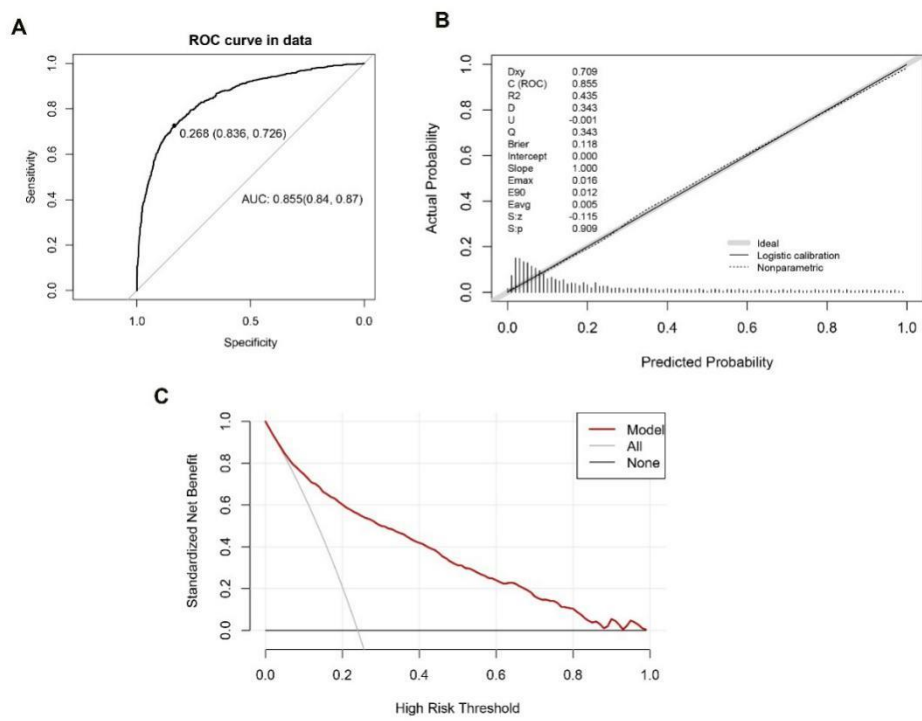 A
ROC curve in data
Sensitivity
1.0
0.8
0.6
0.4
0.2
0.0
0.268 (0.836, 0.726)
AUC: 0.855(0.84, 0.87)
1.0 0.5 0.0
Specificity
B
Actual Probability
1.0
0.8
0.6
0.4
0.2
0.0
Dxy 0.709
C (ROC) 0.855
R2 0.435
D 0.343
U -0.001
Q 0.343
Brier 0.118
Intercept 0.000
Slope 1.000
Emax 0.016
E90 0.012
Eavg 0.005
S:z -0.115
S:p 0.909
Ideal
Logistic calibration
Nonparametric
0.0 0.2 0.4 0.6 0.8 1.0
Predicted Probability
C
Standardized Net Benefit
1.0
0.8
0.6
0.4
0.2
0.0
Model
All
None
0.0 0.2 0.4 0.6 0.8 1.0
High Risk Threshold